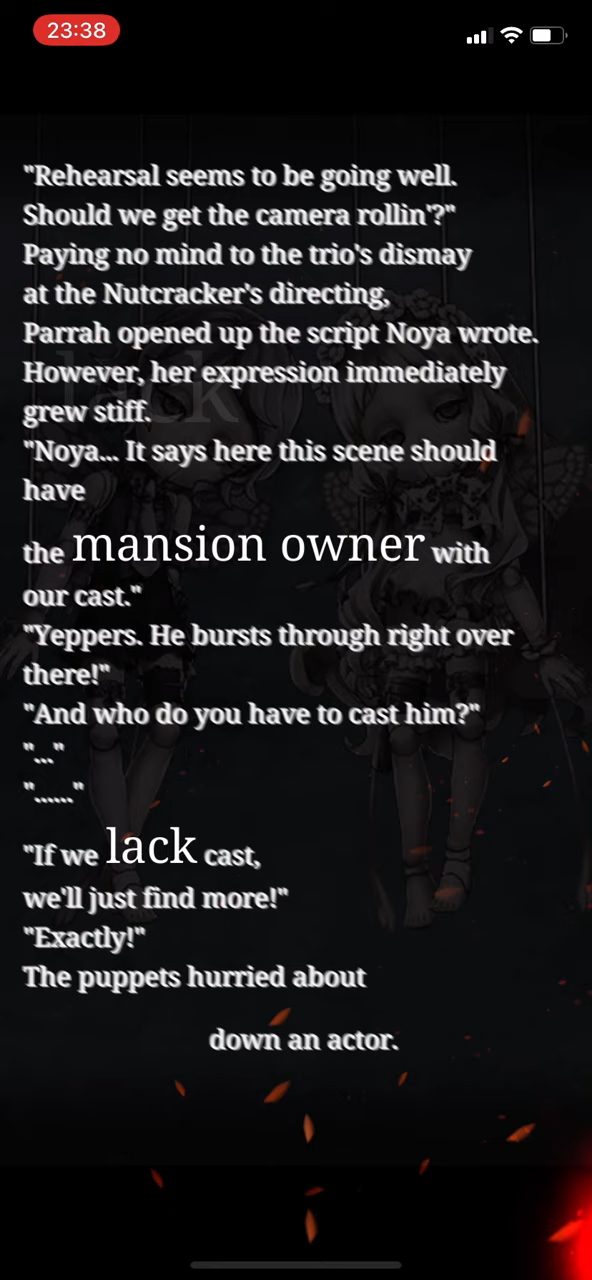 23:38
"Rehearsal seems to be going well.
Should we get the camera rollin'?"
Paying no mind to the trio's dismay
at the Nutcracker's directing,
Parrah opened up the script Noya wrote.
However, her expression immediately
grew stiff.
lack
"Noya... It says here this scene should
have
the mansion owner with
our cast."
"Yeppers. He bursts through right over
there!"
"And who do you have to cast him?"
"..."
"......"
"If we lack cast,
we'll just find more!"
"Exactly!"
The puppets hurried about
down an actor.